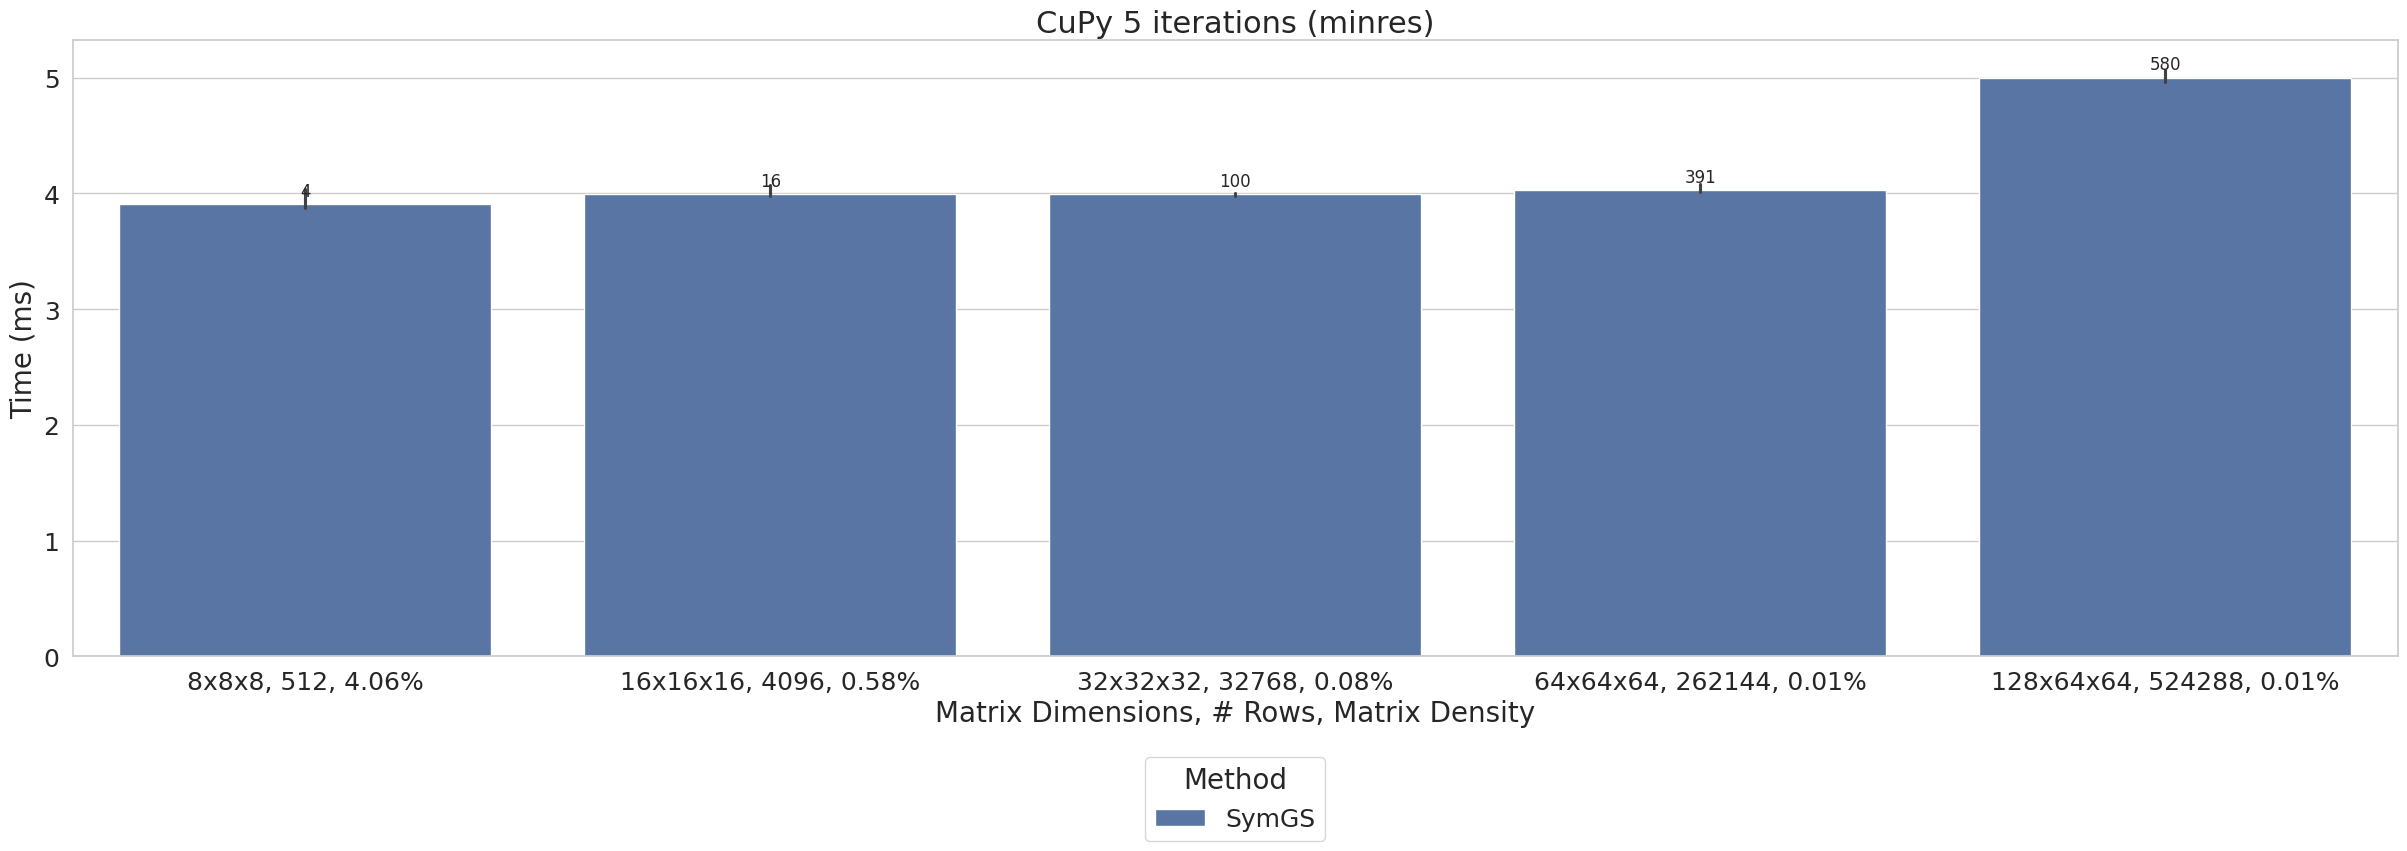 CuPy 5 iterations (minres)
580
391
16
100
4
Time (ms)
5
4
3
2
1
0
8x8x8, 512, 4.06%
16x16x16, 4096, 0.58%
32x32x32, 32768, 0.08%
64x64x64, 262144, 0.01%
128x64x64, 524288, 0.01%
Matrix Dimensions, # Rows, Matrix Density
Method
SymGS